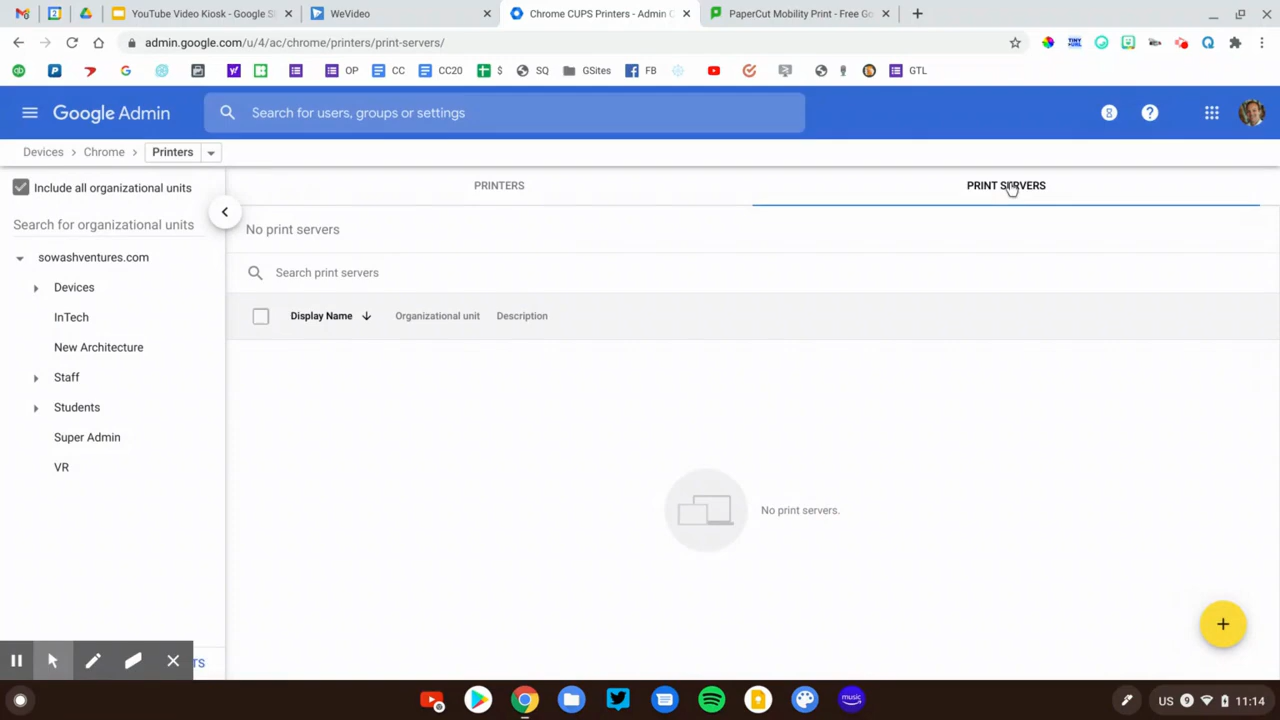 YouTube Video Kiosk - Google S
WeVideo
Chrome CUPS Printers - Admin C
PaperCut Mobility Print - Free Go
admin.google.com/u/4/ac/chrome/printers/print-servers/
OP
CC
CC20
$
SQ
GSites
FB
GTL
Google Admin
Search for users, groups or settings
Devices
Chrome
Printers
Include all organizational units
Search for organizational units
sowashventures.com
Devices
InTech
New Architecture
Staff
Students
Super Admin
VR
PRINTERS
PRINT SERVERS
No print servers
Search print servers
Display Name
Organizational unit
Description
No print servers.
TS
US
9
11:14